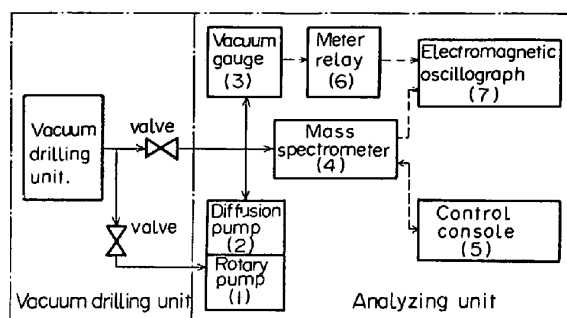 Vacuum
gauge
(3)
Meter
relay
(6)
Electromagnetic
oscillograph
(7)
Vacuum
drilling
unit.
valve
Mass
spectrometer
(4)
valve
Diffusion
pump
(2)
Rotary
pump
(1)
Control
console
(5)
Vacuum drilling unit
Analyzing unit